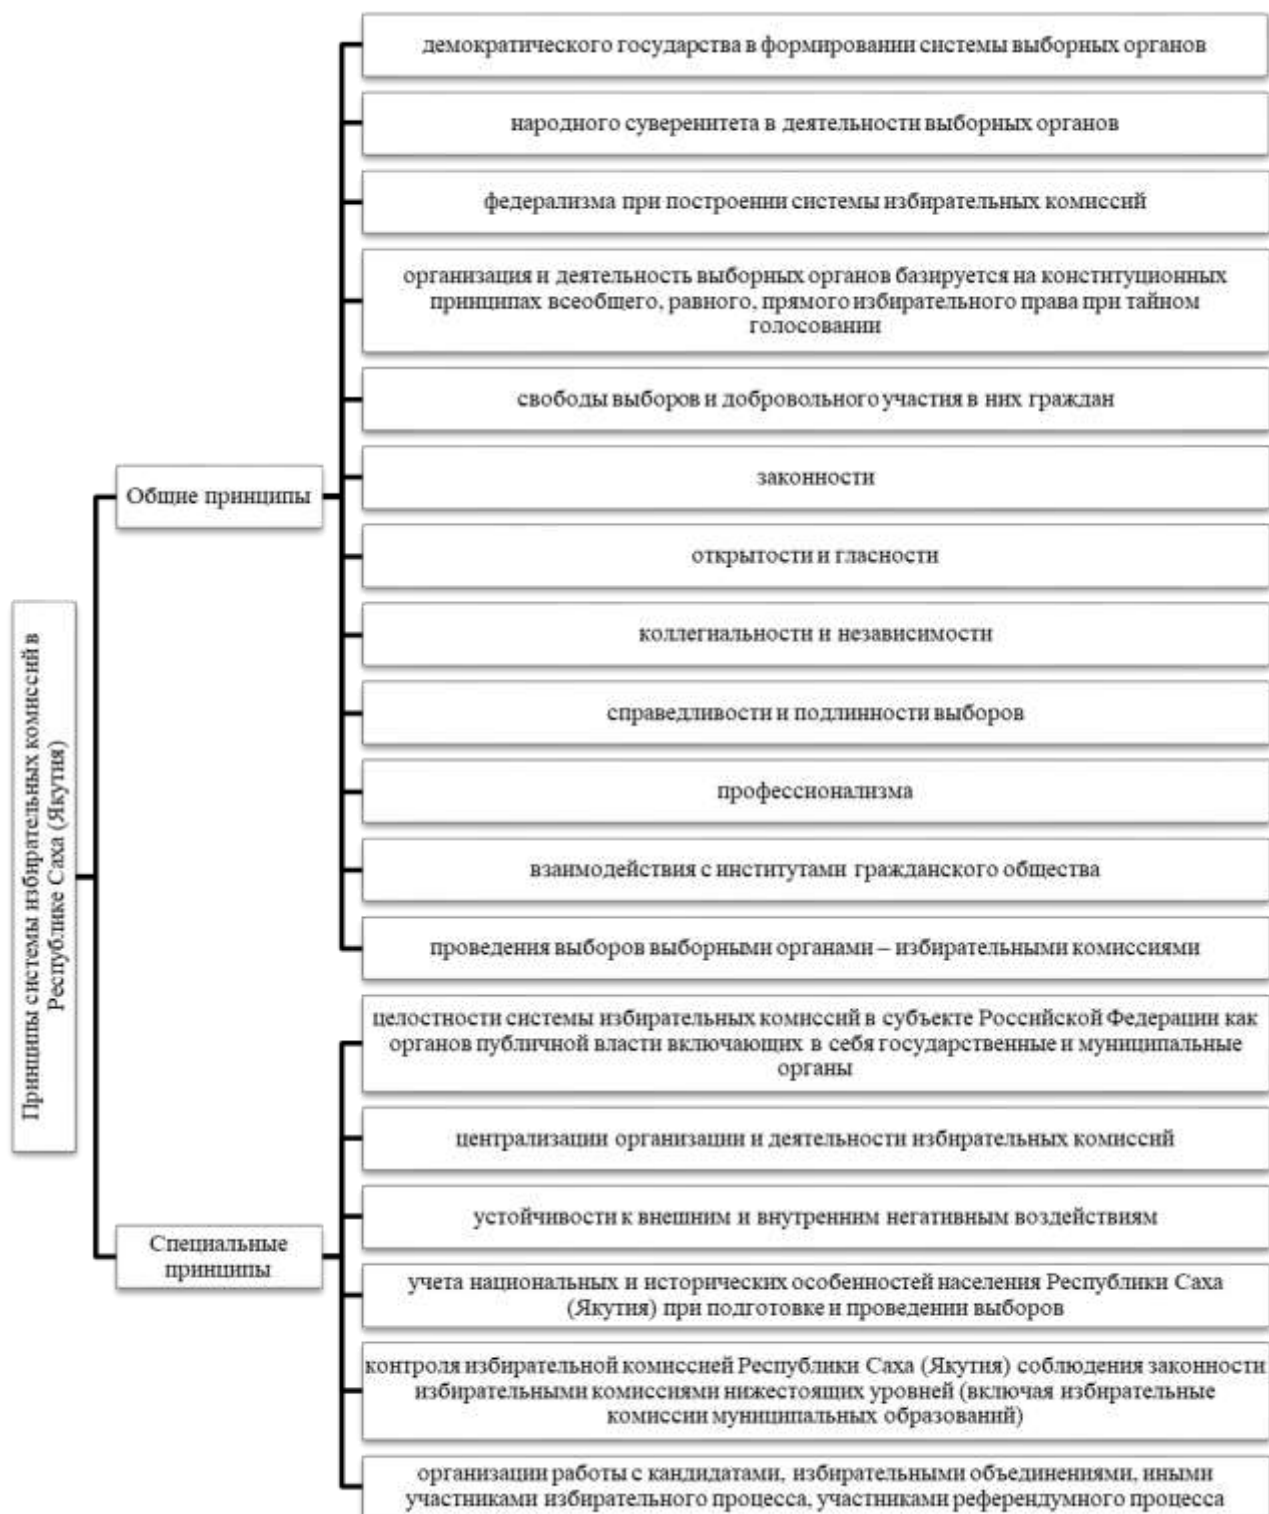 Принципы системы избирательных комиссий в
Республике Саха (Якутия)
Общие принципы
демократического государства в формировании системы выборных органов
народного суверенитета в деятельности выборных органов
федерализма при построении системы избирательных комиссий
организация и деятельность выборных органов базируется на конституционных
принципах всеобщего, равного, прямого избирательного права при тайном
голосовании
свободы выборов и добровольного участия в них граждан
законности
открытости и гласности
коллегиальности и независимости
справедливости и подлинности выборов
профессионализма
взаимодействия с институтами гражданского общества
проведения выборов выборными органами – избирательными комиссиями
Специальные
принципы
целостности системы избирательных комиссий в субъекте Российской Федерации как
органов публичной власти включающих в себя государственные и муниципальные
органы
централизации организации и деятельности избирательных комиссий
устойчивости к внешним и внутренним негативным воздействиям
учета национальных и исторических особенностей населения Республики Саха
(Якутия) при подготовке и проведении выборов
контроля избирательной комиссией Республики Саха (Якутия) соблюдения законности
избирательными комиссиями нижестоящих уровней (включая избирательные
комиссии муниципальных образований)
организации работы с кандидатами, избирательными объединениями, иными
участниками избирательного процесса, участниками референдумного процесса